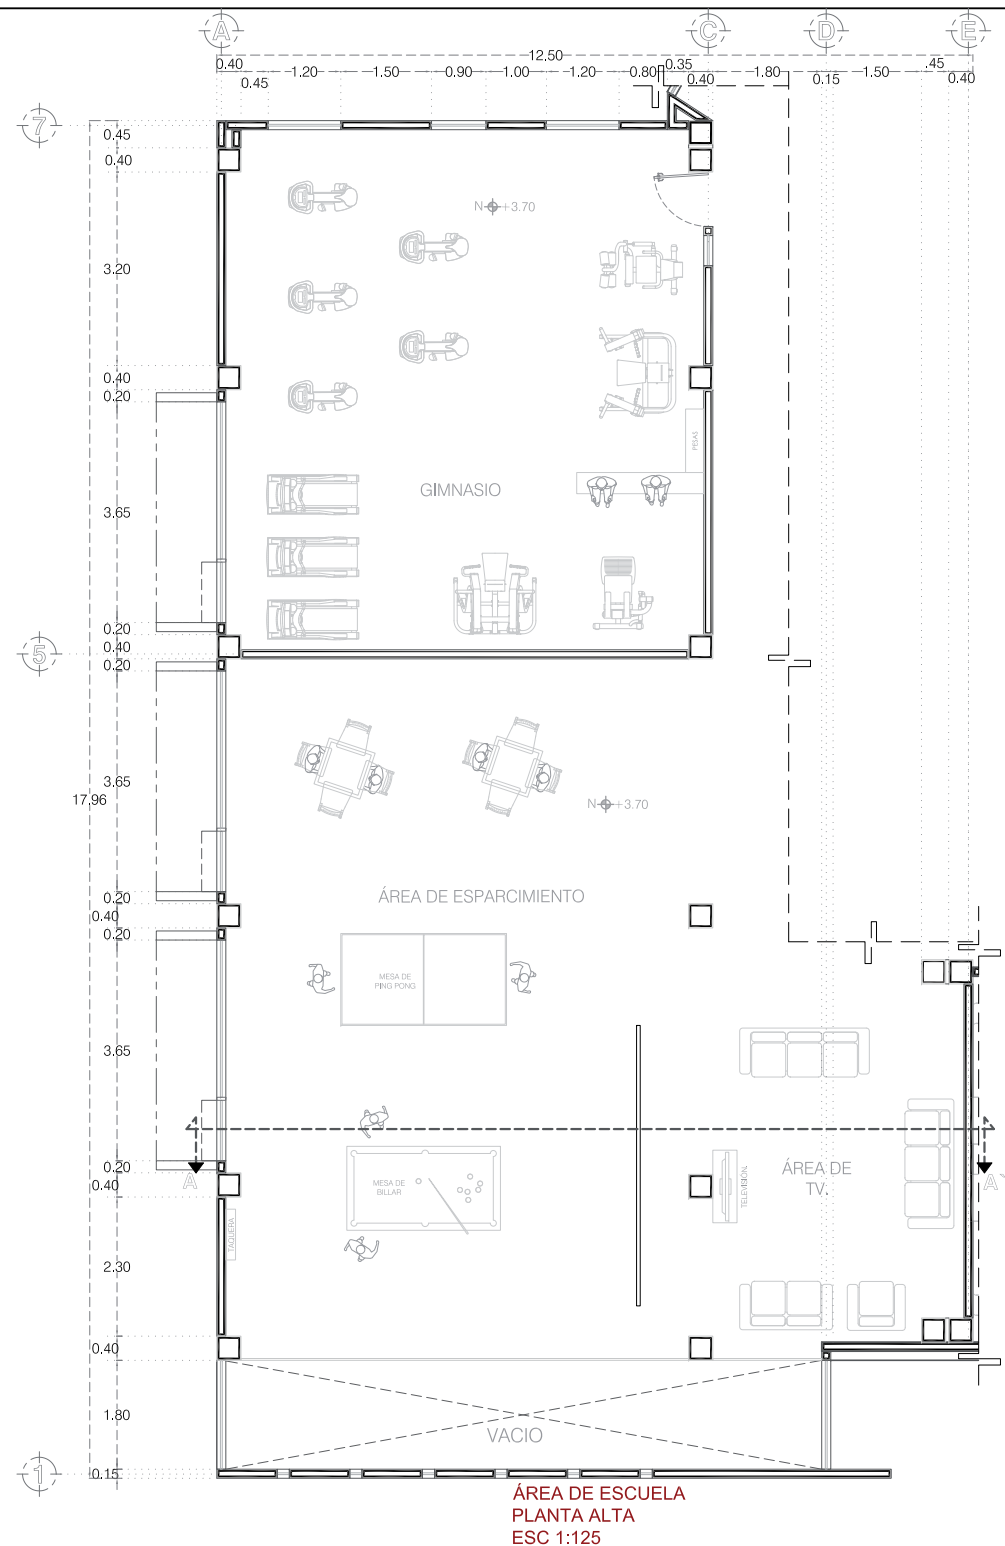 A
C
D
E
12.50
0.40
0.45
1.20
1.50
0.90
1.00
1.20
0.80
0.35
0.40
1.80
0.15
1.50
.45
0.40
7
0.45
0.40
N +3.70
3.20
0.40
0.20
PESAS
GIMNASIO
3.65
0.20
0.40
5
0.20
3.65
17.96
N +3.70
ÁREA DE ESPARCIMIENTO
0.20
0.40
0.20
MESA DE
PING PONG
3.65
0.20
0.40
A
A´
ÁREA DE
TV.
MESA DE
BILLAR
TELEVISIÓN.
TAQUERA
2.30
0.40
1.80
VACIO
1
0.15
ÁREA DE ESCUELA
PLANTA ALTA
ESC 1:125